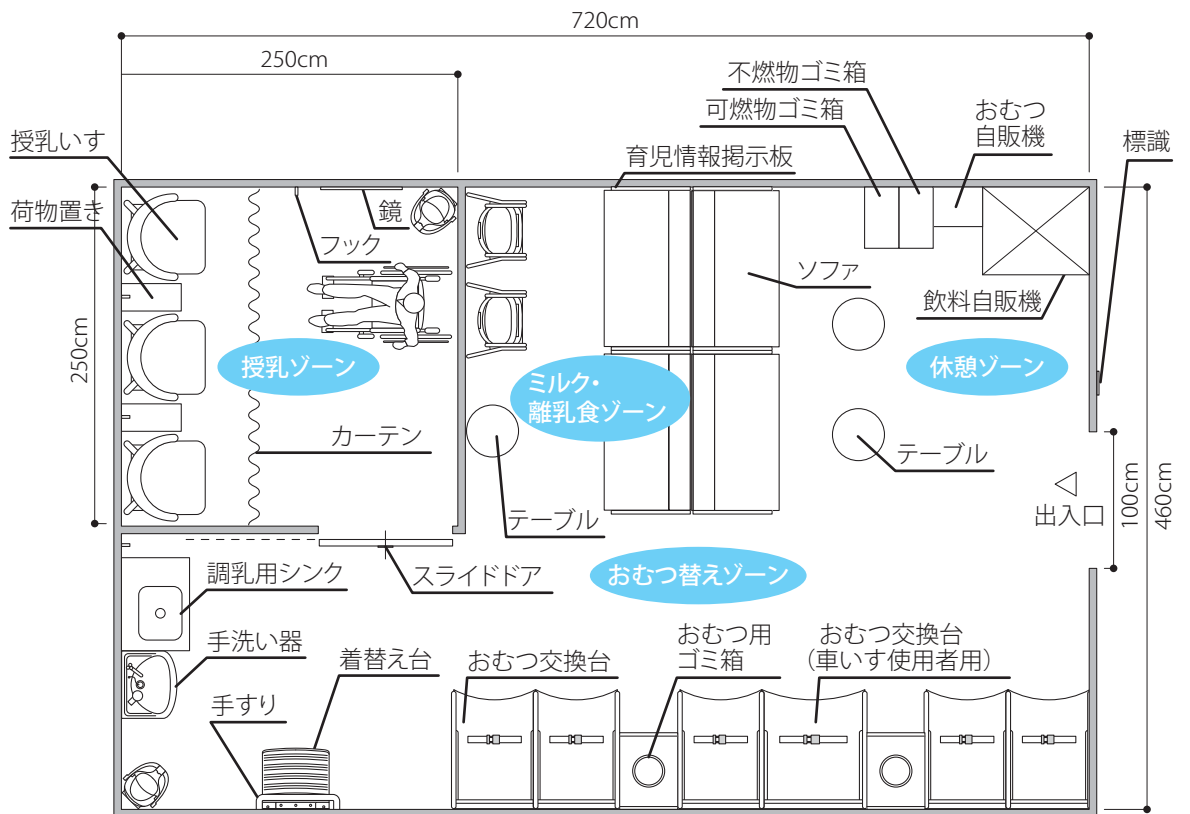 720cm
250cm
不燃物ゴミ箱
可燃物ゴミ箱
おむつ
自販機
標識
授乳いす
育児情報掲示板
荷物置き
鏡
フック
ソファ
飲料自販機
250cm
授乳ゾーン
ミルク・
離乳食ゾーン
休憩ゾーン
カーテン
テーブル
テーブル
出入口
100cm
460cm
調乳用シンク
スライドドア
おむつ替えゾーン
手洗い器
着替え台
おむつ交換台
おむつ用
ゴミ箱
おむつ交換台
(車いす使用者用)
手すり